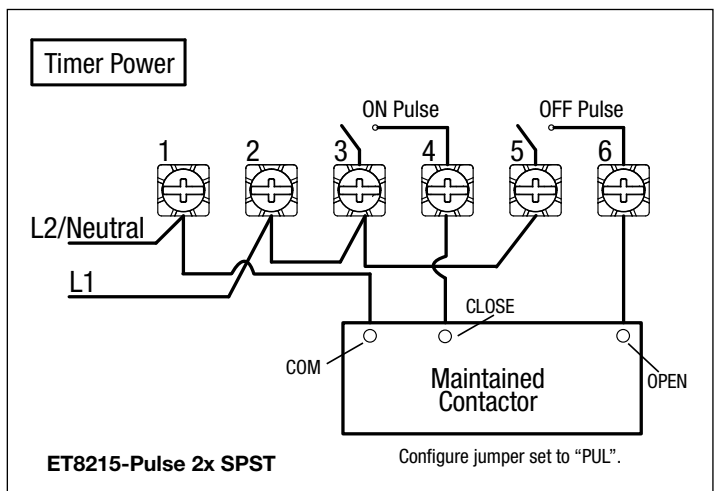 Timer Power
ON Pulse
OFF Pulse
1
2
3
4
5
6
L2/Neutral
L1
CLOSE
COM
OPEN
Maintained
Contactor
ET8215-Pulse 2x SPST
Configure jumper set to “PUL”.